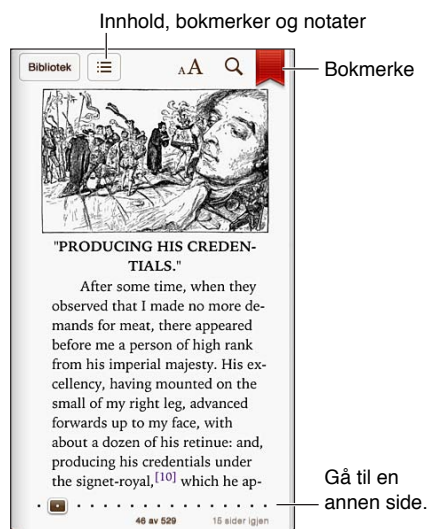 Innhold, bokmerker og notater
Bibliotek
AA
Bokmerke
"PRODUCING HIS CREDEN-
TIALS."
After some time, when they
observed that I made no more de-
mands for meat, there appeared
before me a person of high rank
from his imperial majesty. His ex-
cellency, having mounted on the
small of my right leg, advanced
forwards up to my face, with
about a dozen of his retinue: and,
producing his credentials under
the signet-royal,[10] which he ap-
Gå til en
annen side.
46 av 529
15 sider igjen